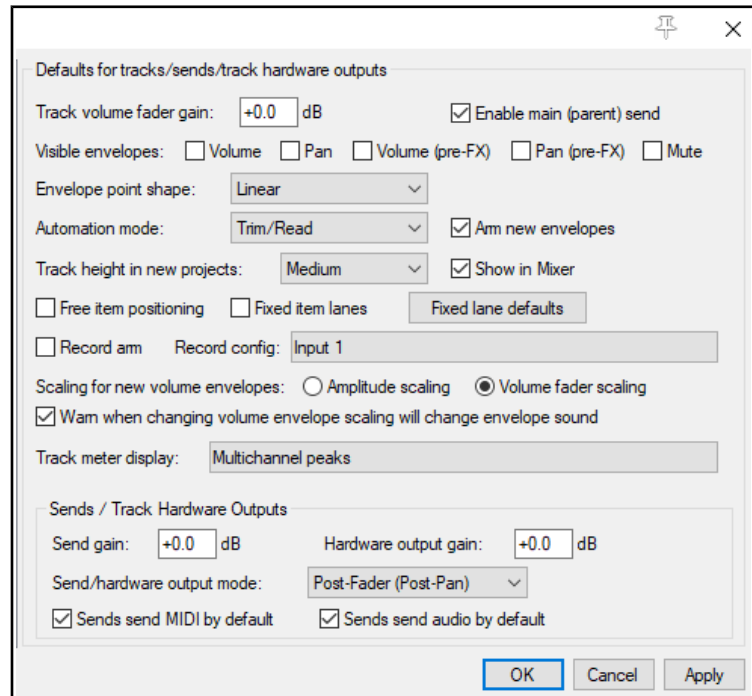 Defaults for tracks/sends/track hardware outputs
Track volume fader gain: +0.0 dB Enable main (parent) send
Visible envelopes: Volume Pan Volume (pre-FX) Pan (pre-FX) Mute
Envelope point shape: Linear
Automation mode: Trim/Read Arm new envelopes
Track height in new projects: Medium Show in Mixer
Free item positioning Fixed item lanes Fixed lane defaults
Record arm Record config: Input 1
Scaling for new volume envelopes: Amplitude scaling Volume fader scaling
Warn when changing volume envelope scaling will change envelope sound
Track meter display: Multichannel peaks
Sends / Track Hardware Outputs
Send gain: +0.0 dB Hardware output gain: +0.0 dB
Send/hardware output mode: Post-Fader (Post-Pan)
Sends send MIDI by default Sends send audio by default
OK Cancel Apply